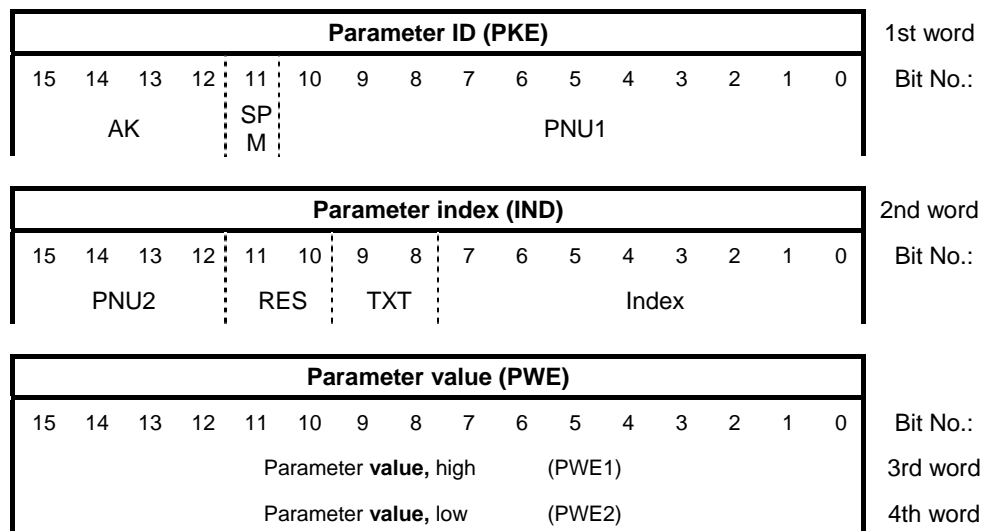 Parameter ID (PKE) 1st word
15 14 13 12 11 10 9 8 7 6 5 4 3 2 1 0 Bit No.:
AK SP M PNU1
Parameter index (IND) 2nd word
15 14 13 12 11 10 9 8 7 6 5 4 3 2 1 0 Bit No.:
PNU2 RES TXT Index
Parameter value (PWE)
15 14 13 12 11 10 9 8 7 6 5 4 3 2 1 0 Bit No.:
Parameter value, high (PWE1) 3rd word
Parameter value, low (PWE2) 4th word